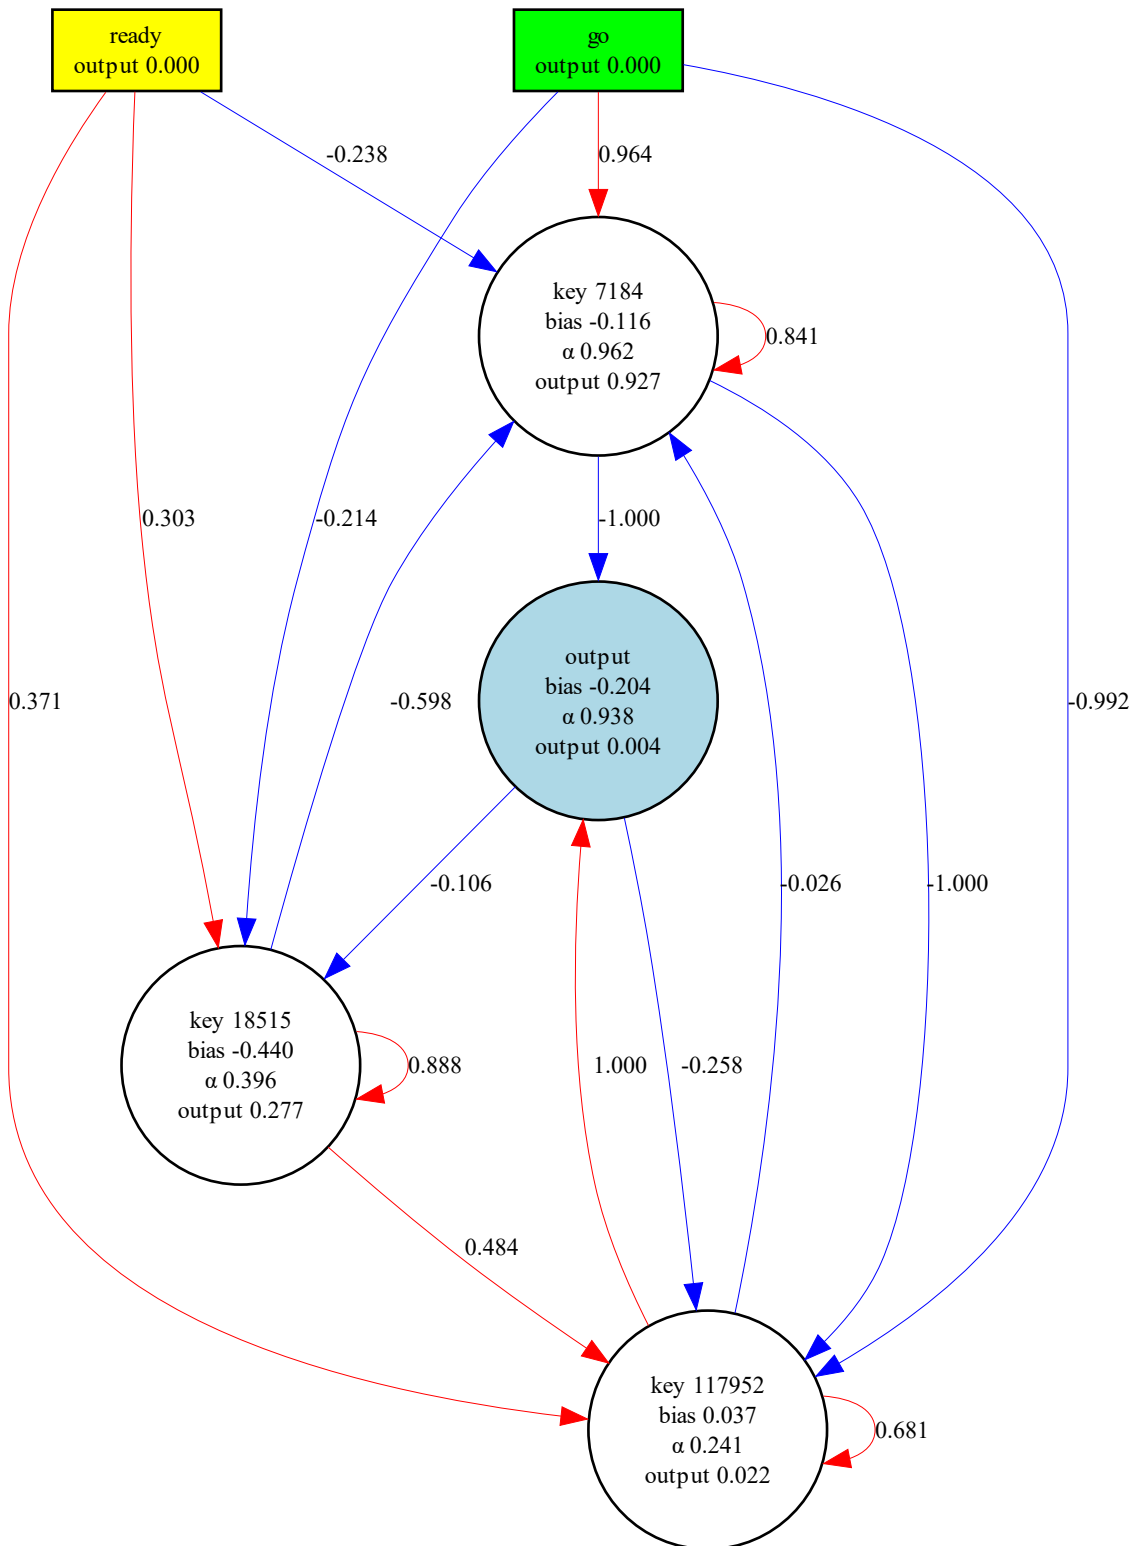 ready
output 0.000
go
output 0.000
-0.238
0.964
key 7184
bias -0.116
α 0.962
output 0.927
0.841
0.303
-0.214
-1.000
output
bias -0.204
α 0.938
output 0.004
0.371
-0.598
-0.992
-0.106
-0.026
-1.000
key 18515
bias -0.440
α 0.396
output 0.277
0.888
1.000
-0.258
0.484
key 117952
bias 0.037
α 0.241
output 0.022
0.681